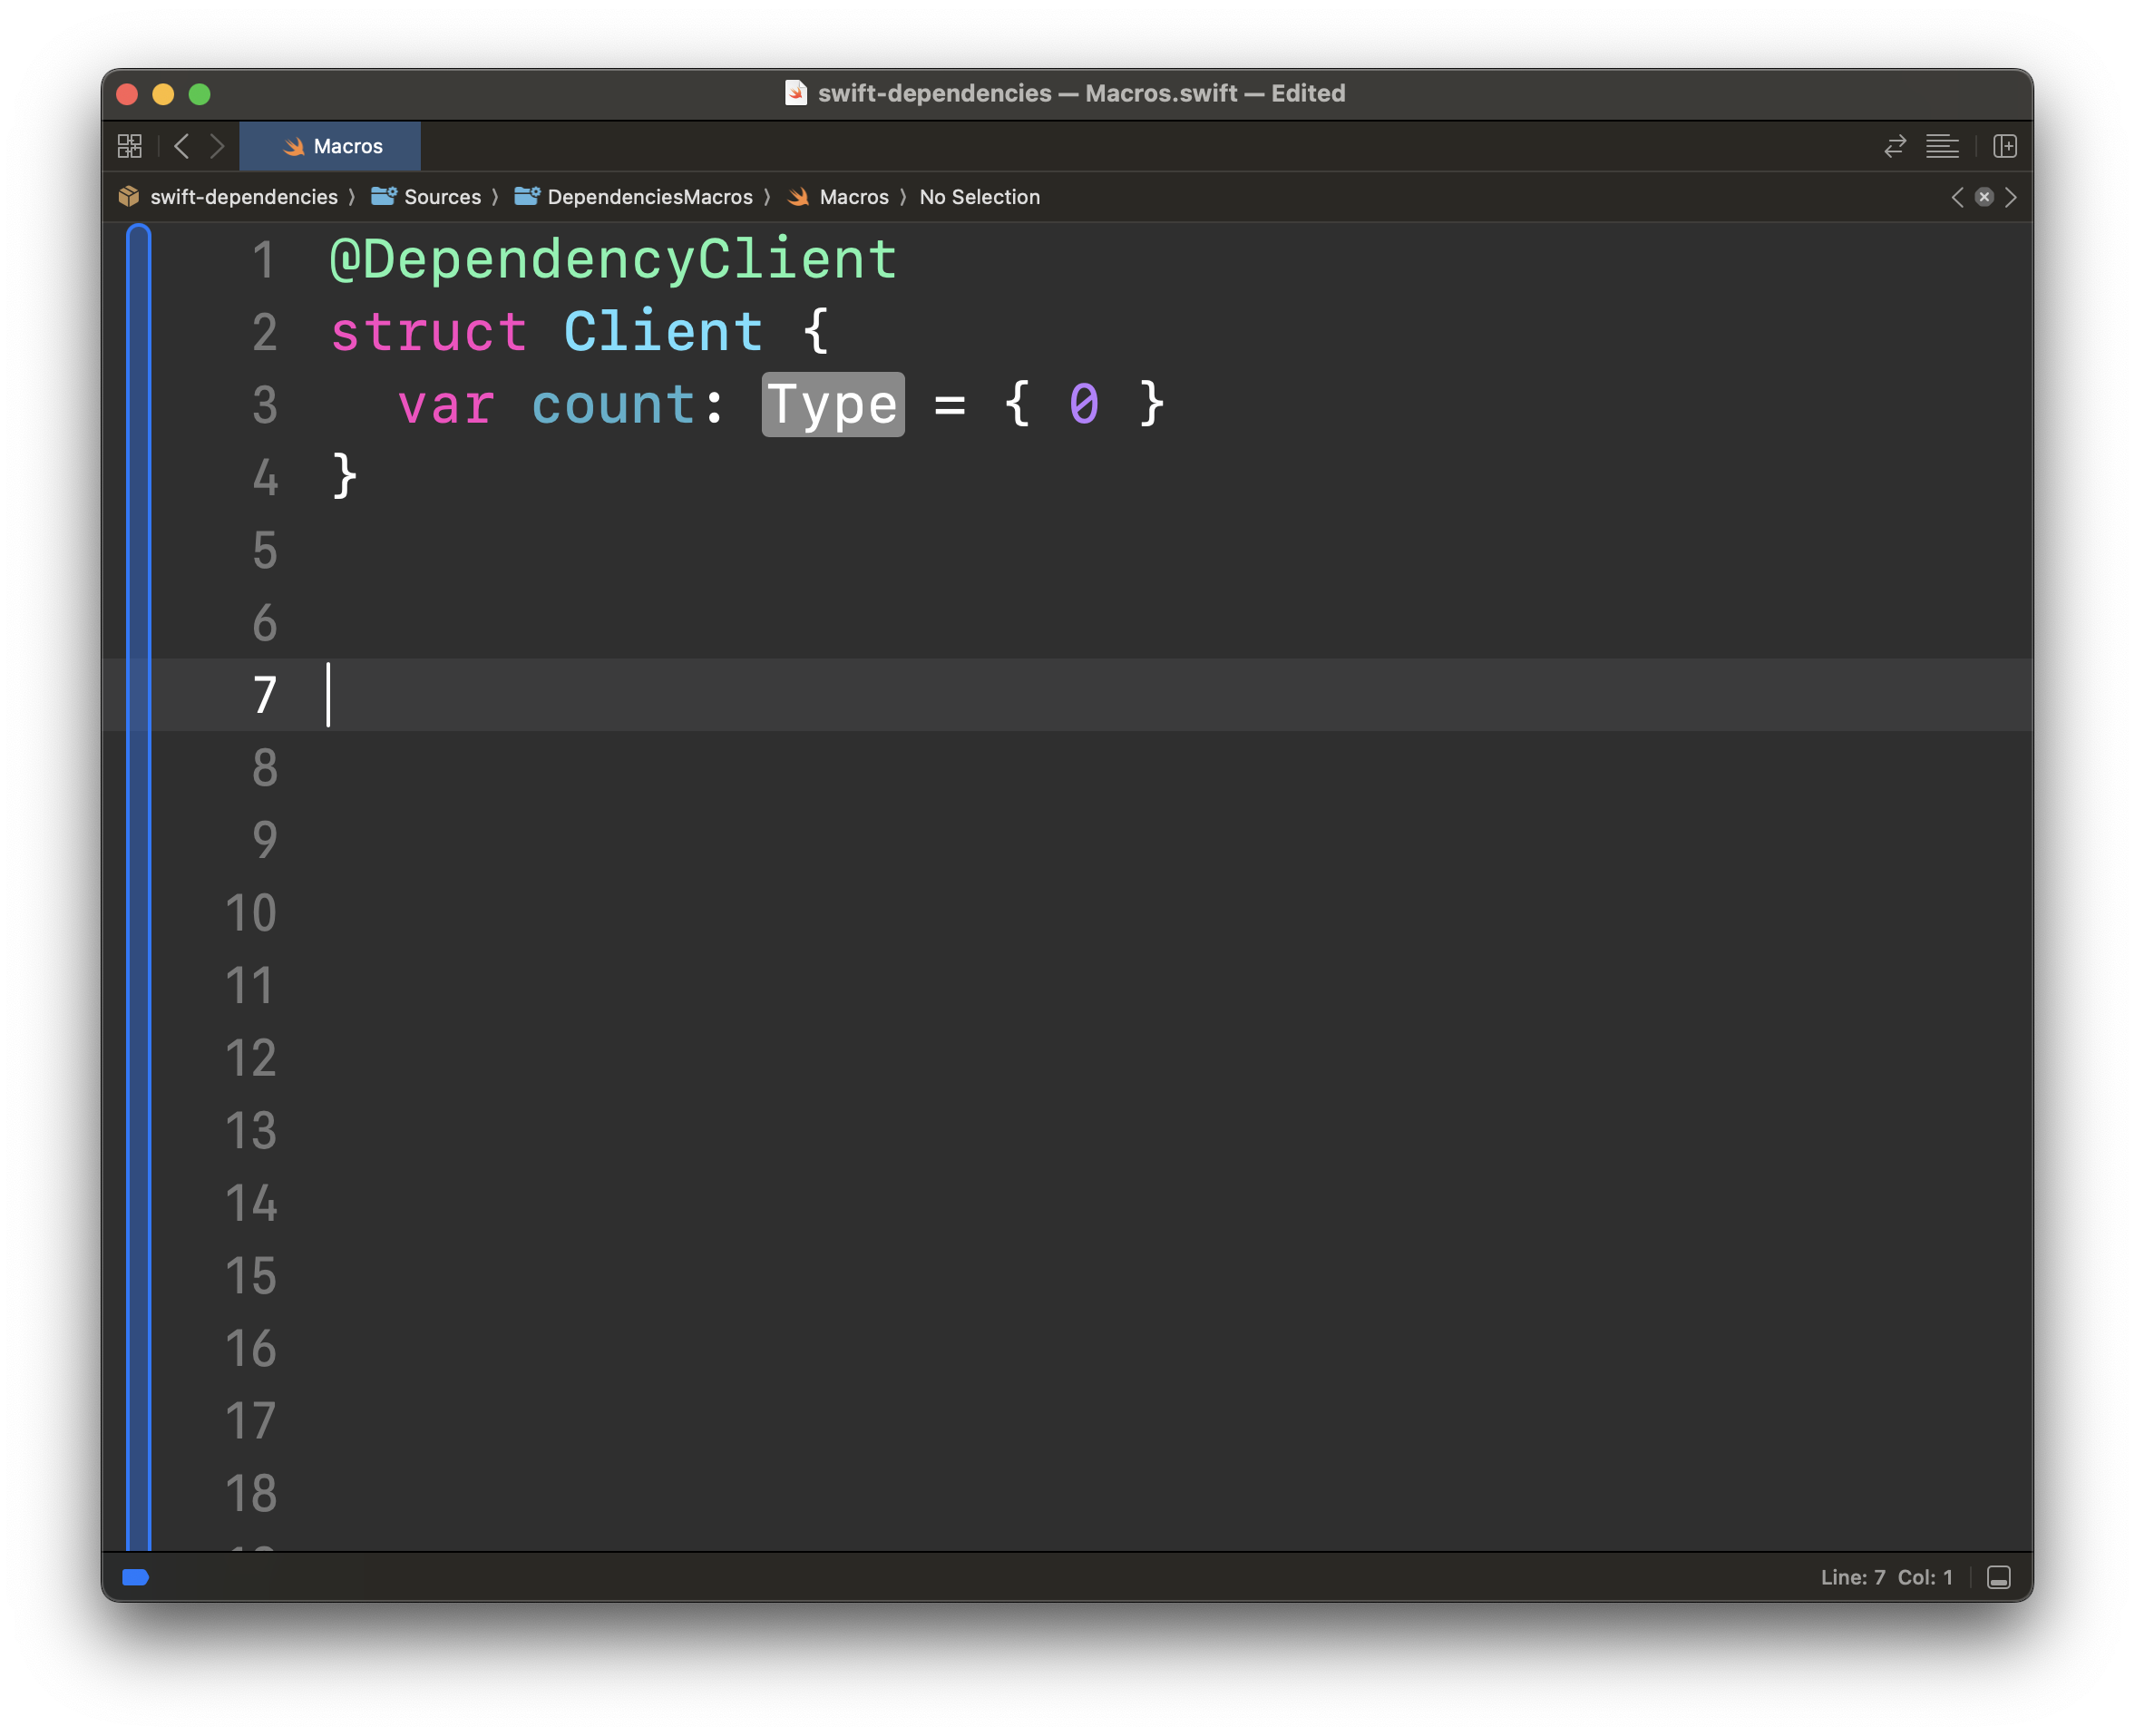 swift-dependencies — Macros.swift — Edited
Macros
swift-dependencies 〉 Sources 〉 DependenciesMacros 〉 Macros 〉 No Selection
1 @DependencyClient
2 struct Client {
3 var count: Type = { 0 }
4 }
5
6
7
8
9
10
11
12
13
14
15
16
17
18
Line: 7 Col: 1